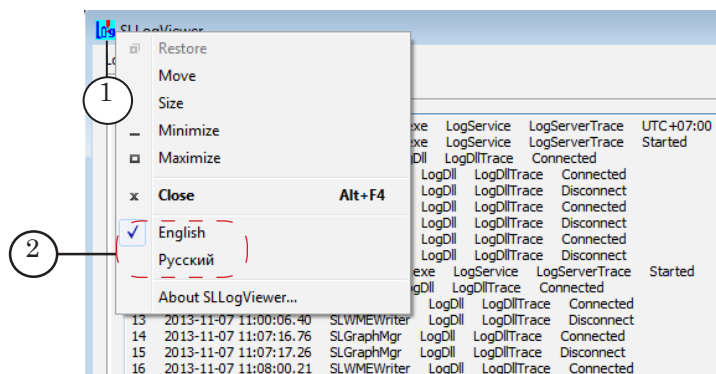 SLLogViewer
Restore
Move
Size
Minimize
Maximize
Close Alt+F4
English
Русский
About SLLogViewer...
1
2
exe LogService LogServerTrace UTC+07:00
exe LogService LogServerTrace Started
Dll LogDllTrace Connected
LogDll LogDllTrace Connected
LogDll LogDllTrace Disconnect
LogDll LogDllTrace Connected
LogDll LogDllTrace Disconnect
LogDll LogDllTrace Connected
LogDll LogDllTrace Disconnect
exe LogService LogServerTrace Started
gDll LogDllTrace Connected
LogDll LogDllTrace Connected
13 2013-11-07 11:00:06.40 SLWMEWriter LogDll LogDllTrace Disconnect
14 2013-11-07 11:07:16.76 SLGraphMgr LogDll LogDllTrace Connected
15 2013-11-07 11:07:17.26 SLGraphMgr LogDll LogDllTrace Disconnect
16 2013-11-07 11:08:00.21 SLWMEWriter LogDll LogDllTrace Connected